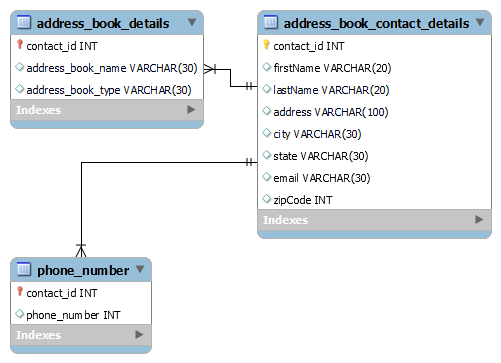 address_book_details
contact_id INT
address_book_name VARCHAR(30)
address_book_type VARCHAR(30)
Indexes
address_book_contact_details
contact_id INT
firstName VARCHAR(20)
lastName VARCHAR(20)
address VARCHAR(100)
city VARCHAR(30)
state VARCHAR(30)
email VARCHAR(30)
zipCode INT
Indexes
phone_number
contact_id INT
phone_number INT
Indexes